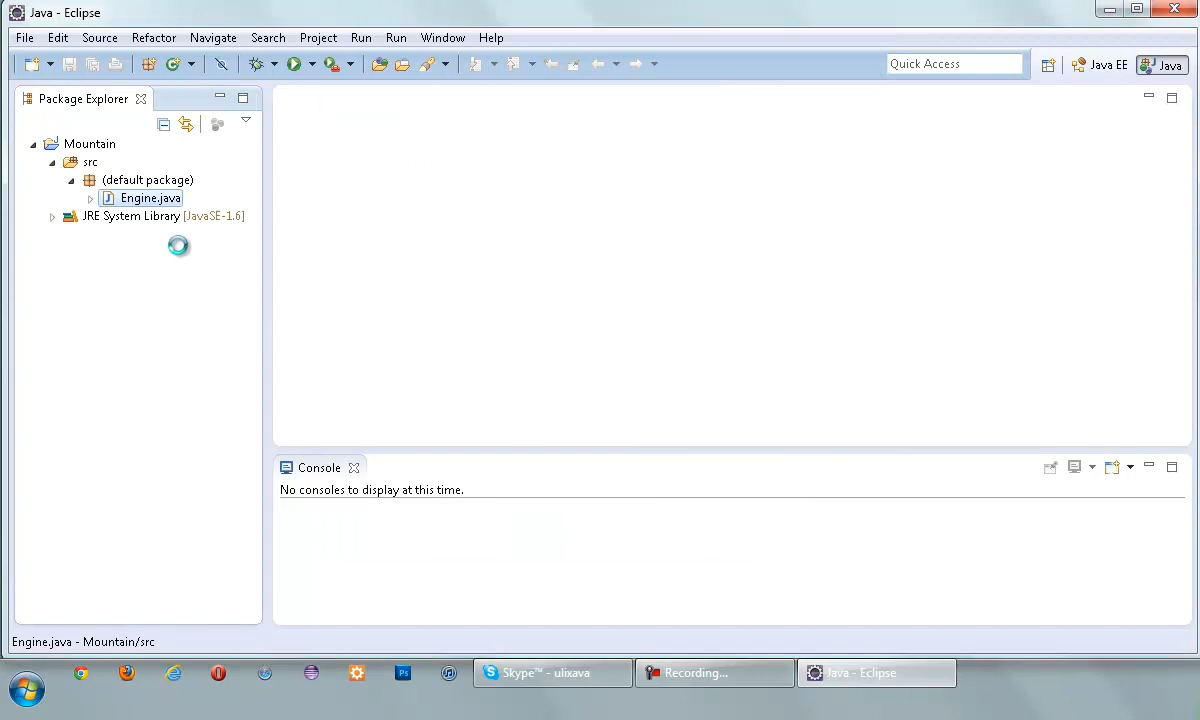 Java - Eclipse
File Edit Source Refactor Navigate Search Project Run Run Window Help
Quick Access
Java EE
Java
Package Explorer
Mountain
src
(default package)
Engine.java
JRE System Library [JavaSE-1.6]
Console
No consoles to display at this time.
Engine.java - Mountain/src
Ps
Skype™ - ulixava
Recording...
Java - Eclipse